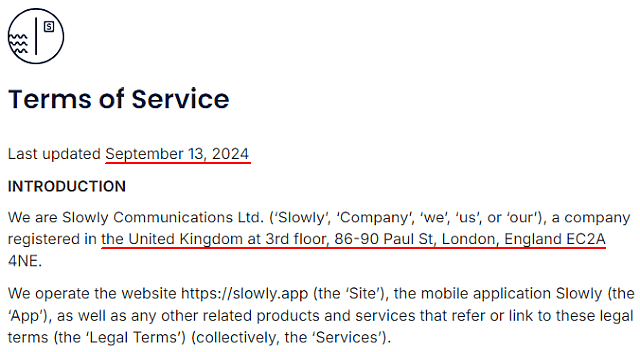 S
Terms of Service
Last updated September 13, 2024
INTRODUCTION
We are Slowly Communications Ltd. (‘Slowly’, ‘Company’, ‘we’, ‘us’, or ‘our’), a company
registered in the United Kingdom at 3rd floor, 86-90 Paul St, London, England EC2A
4NE.
We operate the website https://slowly.app (the ‘Site’), the mobile application Slowly (the
‘App’), as well as any other related products and services that refer or link to these legal
terms (the ‘Legal Terms’) (collectively, the ‘Services’).